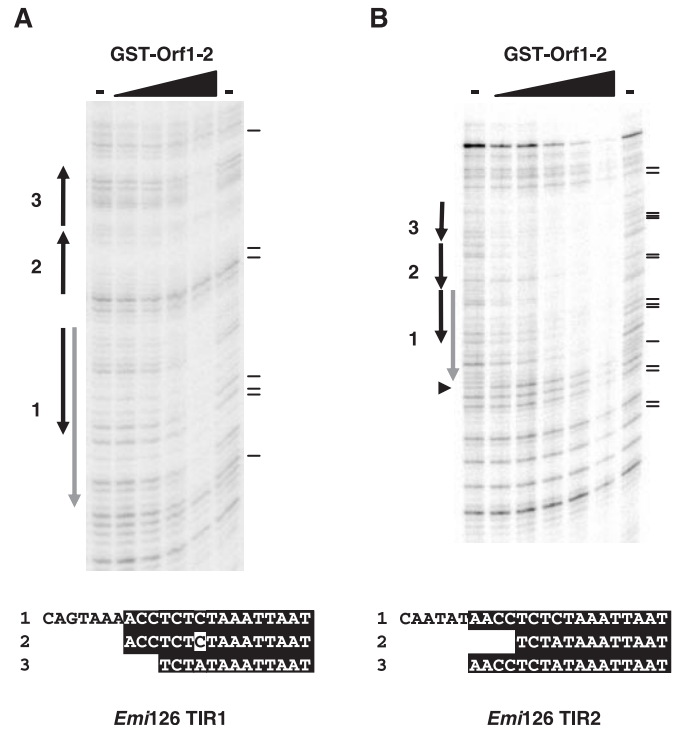 A
B
GST-Orf1-2
GST-Orf1-2
- -
- -
3
2
1
3
2
1
1 CAGTAAAACCTCTCTAAATTAAT
2 ACCTCTCTAAATTAAT
3 TCTATAAATTAAT
Emi126 TIR1
1 CAATATAACCTCTCTAAATTAAT
2 TCTATAAATTAAT
3 AACCTCTATAAATTAAT
Emi126 TIR2